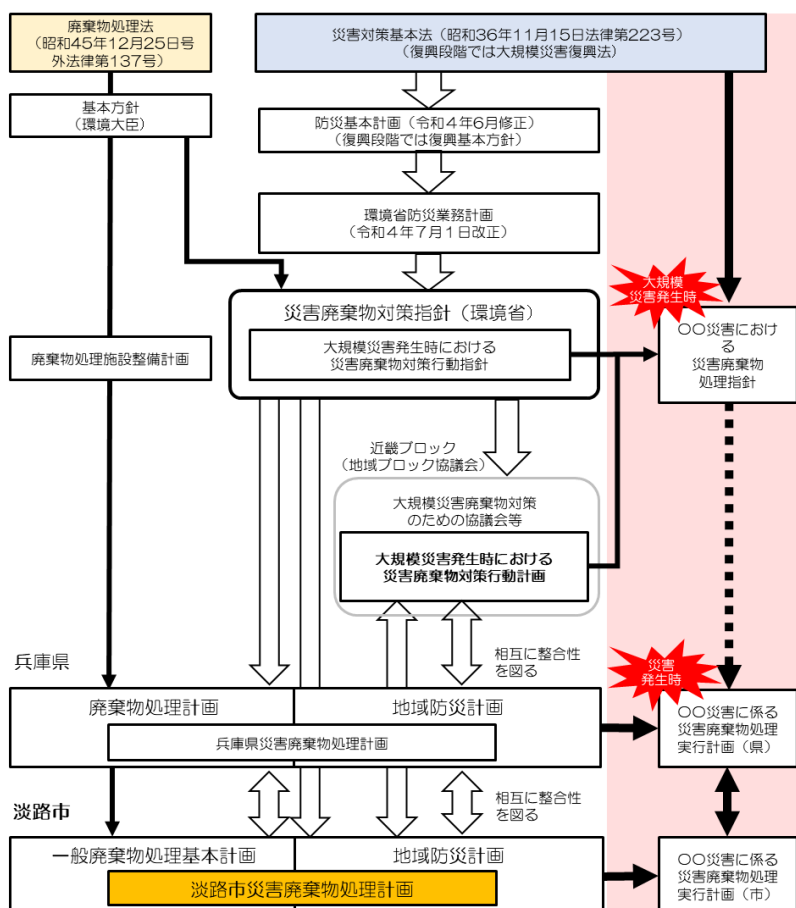 廃棄物処理法
（昭和45年12月25日号
外法律第137号）
災害対策基本法（昭和36年11月15日法律第223号）
（復興段階では大規模災害復興法）
基本方針
（環境大臣）
防災基本計画（令和４年6月修正）
（復興段階では復興基本方針）
環境省防災業務計画
（令和４年７月１日改正）
大規模
災害発生時
災害廃棄物対策指針（環境省）
大規模災害発生時における
災害廃棄物対策行動指針
〇〇災害におけ
る
災害廃棄物
処理指針
廃棄物処理施設整備計画
近畿ブロック
（地域ブロック協議会）
大規模災害廃棄物対策
のための協議会等
大規模災害発生時における
災害廃棄物対策行動計画
兵庫県
相互に整合性
を図る
災害
発生時
廃棄物処理計画
地域防災計画
兵庫県災害廃棄物処理計画
〇〇災害に係る
災害廃棄物処理
実行計画（県）
淡路市
相互に整合性
を図る
一般廃棄物処理基本計画
地域防災計画
淡路市災害廃棄物処理計画
〇〇災害に係る
災害廃棄物処理
実行計画（市）